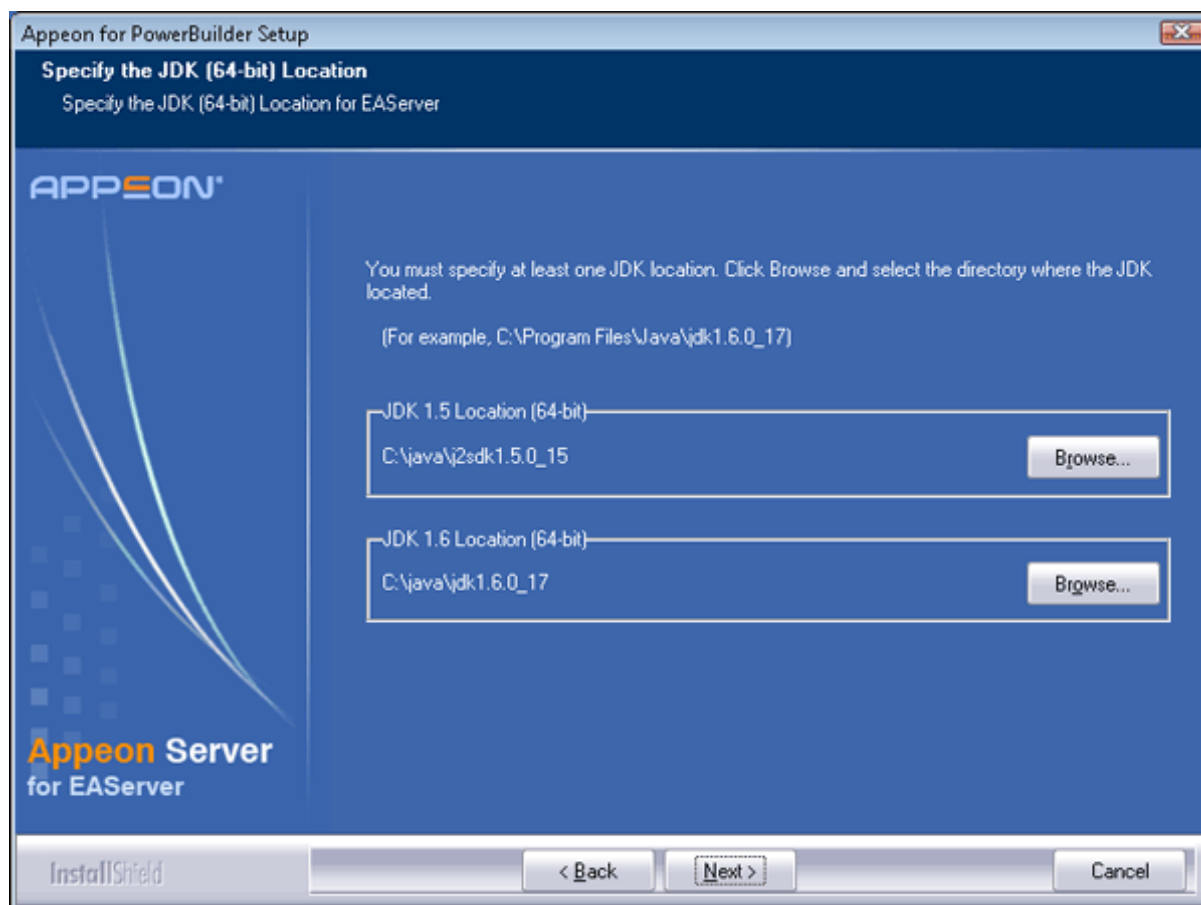 Appeon for PowerBuilder Setup
Specify the JDK (64-bit) Location
Specify the JDK (64-bit) Location for EAServer
APPEON
You must specify at least one JDK location. Click Browse and select the directory where the JDK
located.
(For example, C:\Program Files\Java\jdk1.6.0_17)
JDK 1.5 Location (64-bit)
C:\java\j2sdk1.5.0_15
Browse...
JDK 1.6 Location (64-bit)
C:\java\jdk1.6.0_17
Browse...
Appeon Server
for EAServer
InstallShield
< Back
Next >
Cancel